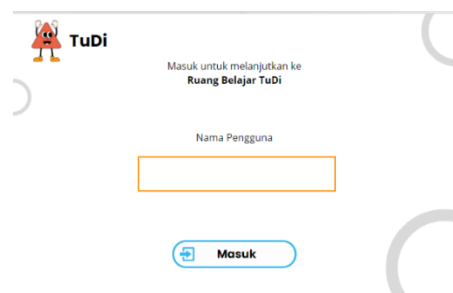 TuDi
Masuk untuk melanjutkan ke
Ruang Belajar TuDi
Nama Pengguna
Masuk